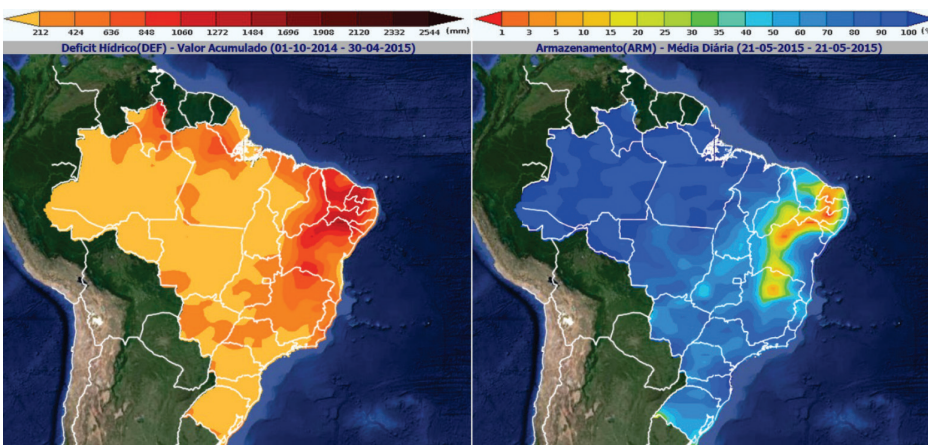 212 424 636 848 1060 1272 1484 1696 1908 2120 2332 2544 (mm)
Deficit Hídrico(DEF) - Valor Acumulado (01-10-2014 - 30-04-2015)
1 3 5 10 15 20 25 30 35 40 50 60 70 80 90 100
Armazenamento(ARM) - Média Diária (21-05-2015 - 21-05-2015)